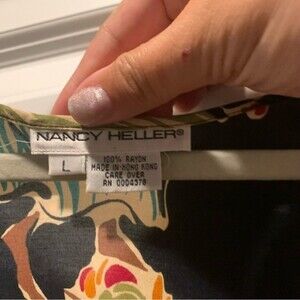 NANCY HELLER®
L
100% RAYON
MADE IN HONG KONG
CARE OVER
RN 0004378